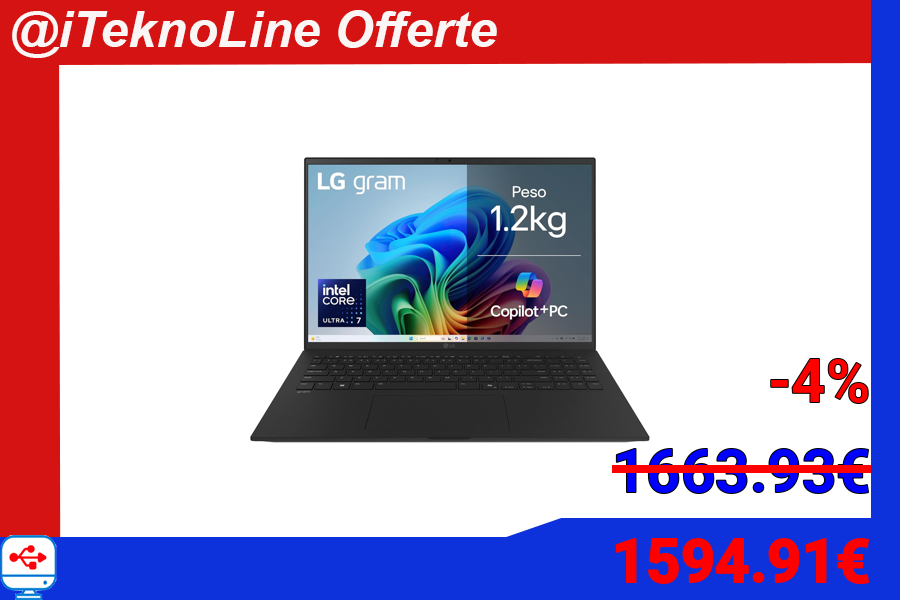 @iTeknoLine Offerte
LG gram
Peso
1.2kg
intel
CORE
ULTRA 7
Copilot+PC
-4%
1663.93€
1594.91€